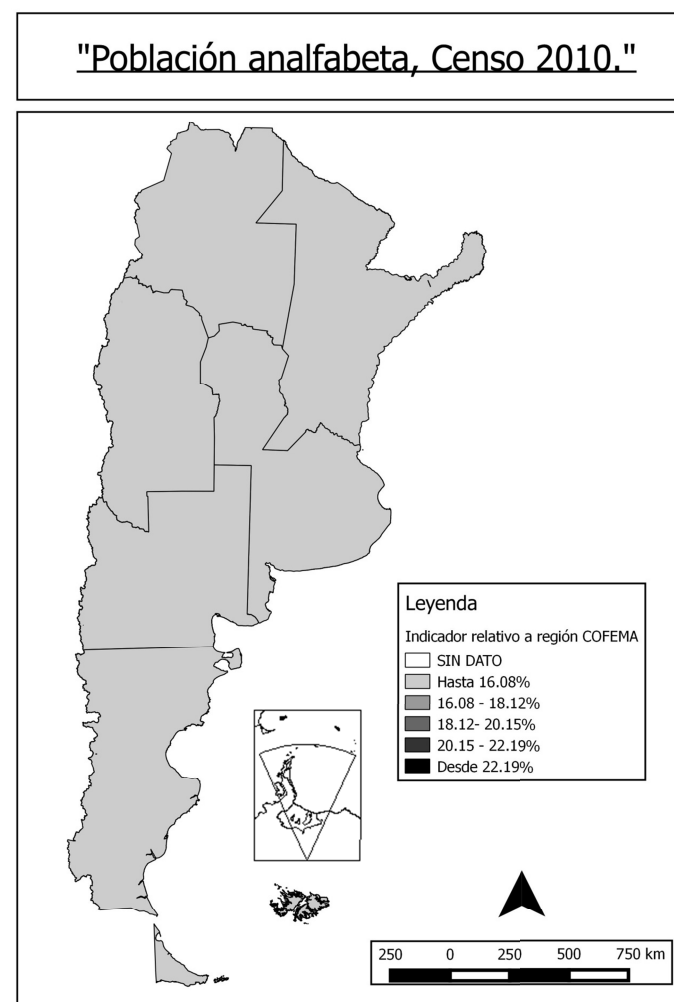 "Población analfabeta, Censo 2010."
Leyenda
Indicador relativo a región COFEMA
SIN DATO
Hasta 16.08%
16.08 - 18.12%
18.12- 20.15%
20.15 - 22.19%
Desde 22.19%
250 0 250 500 750 km